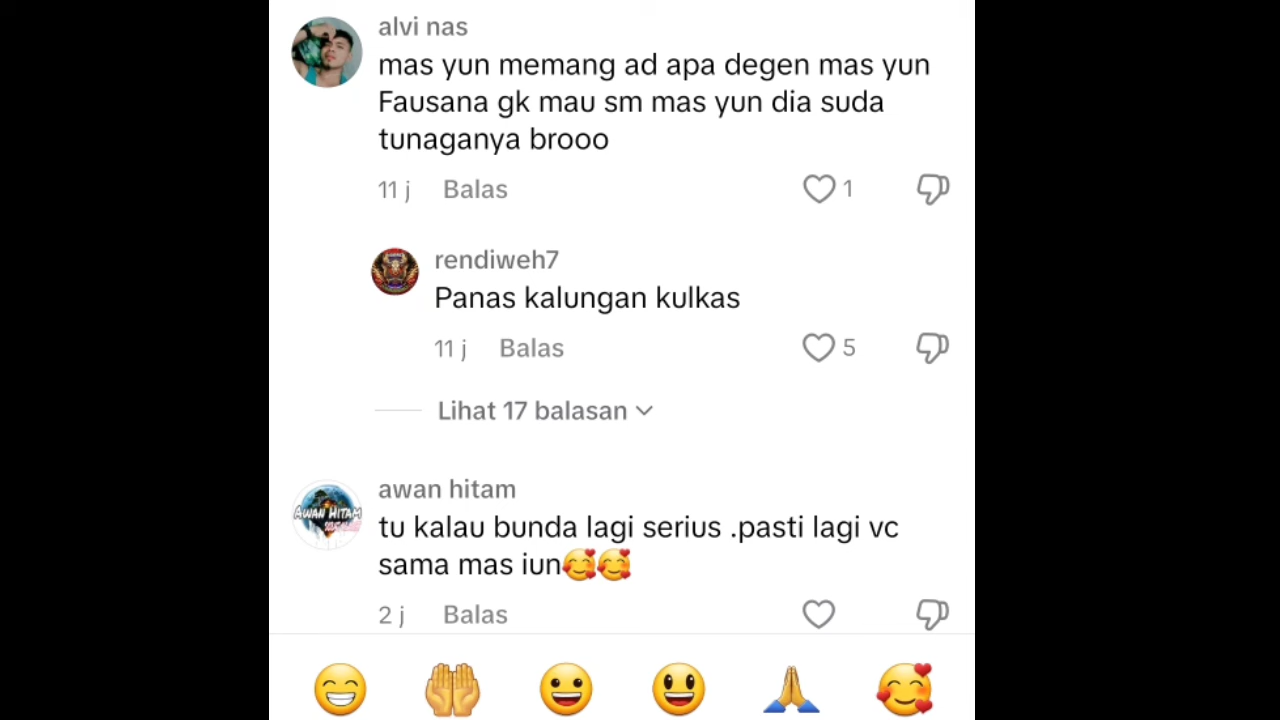 alvi nas
mas yun memang ad apa degen mas yun
Fausana gk mau sm mas yun dia suda
tunaganya brooo
11 j Balas 1
rendiweh7
Panas kalungan kulkas
11 j Balas 5
Lihat 17 balasan
awan hitam
AWAN HITAM
tu kalau bunda lagi serius .pasti lagi vc
sama mas iun🥰🥰
2 j Balas